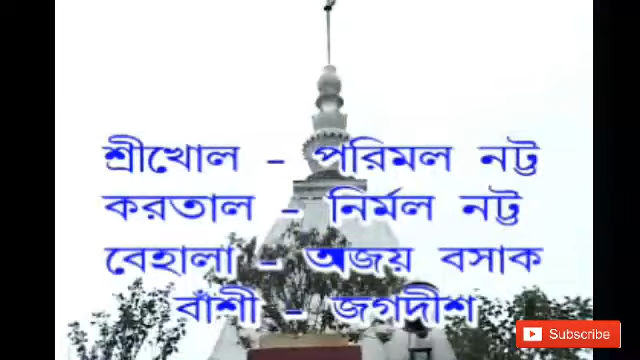 শ্রীখোল - পরিমল নট্ট
করতাল - নির্মল নট্ট
বেহালা - অজয় বসাক
বাঁশী - জগদীশ
Subscribe